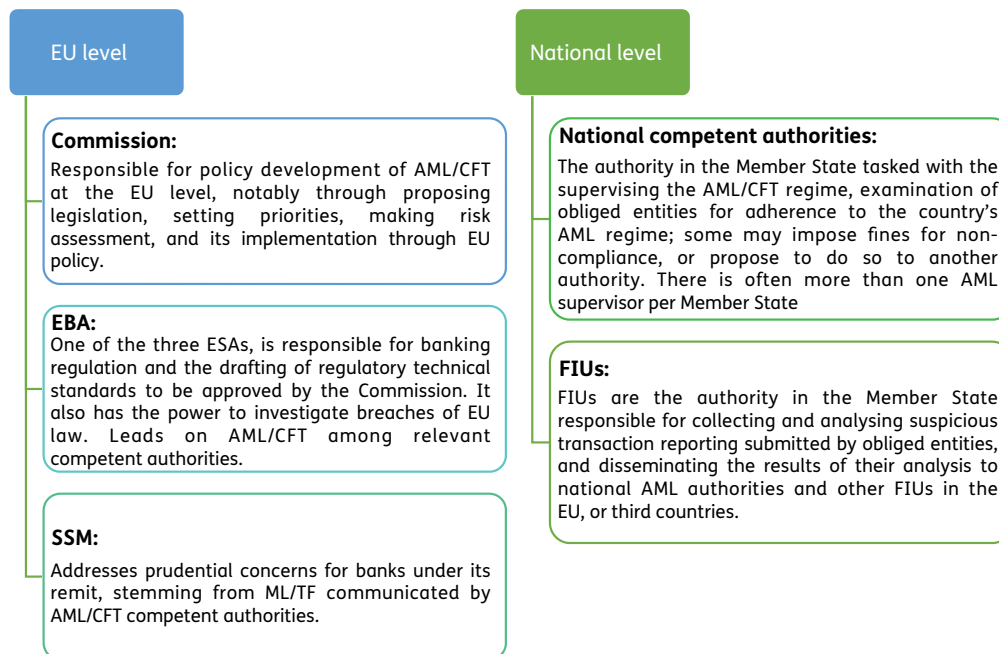 EU level
Commission:
Responsible for policy development of AML/CFT
at the EU level, notably through proposing
legislation, setting priorities, making risk
assessment, and its implementation through EU
policy.
EBA:
One of the three ESAs, is responsible for banking
regulation and the drafting of regulatory technical
standards to be approved by the Commission. It
also has the power to investigate breaches of EU
law. Leads on AML/CFT among relevant
competent authorities.
SSM:
Addresses prudential concerns for banks under its
remit, stemming from ML/TF communicated by
AML/CFT competent authorities.
National level
National competent authorities:
The authority in the Member State tasked with the
supervising the AML/CFT regime, examination of
obliged entities for adherence to the country’s
AML regime; some may impose fines for non-
compliance, or propose to do so to another
authority. There is often more than one AML
supervisor per Member State
FIUs:
FIUs are the authority in the Member State
responsible for collecting and analysing suspicious
transaction reporting submitted by obliged entities,
and disseminating the results of their analysis to
national AML authorities and other FIUs in the
EU, or third countries.